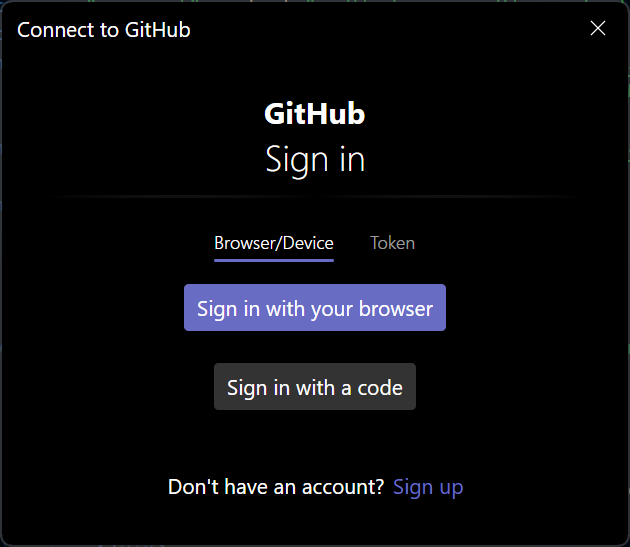 Connect to GitHub
GitHub
Sign in
Browser/Device Token
Sign in with your browser
Sign in with a code
Don't have an account? Sign up